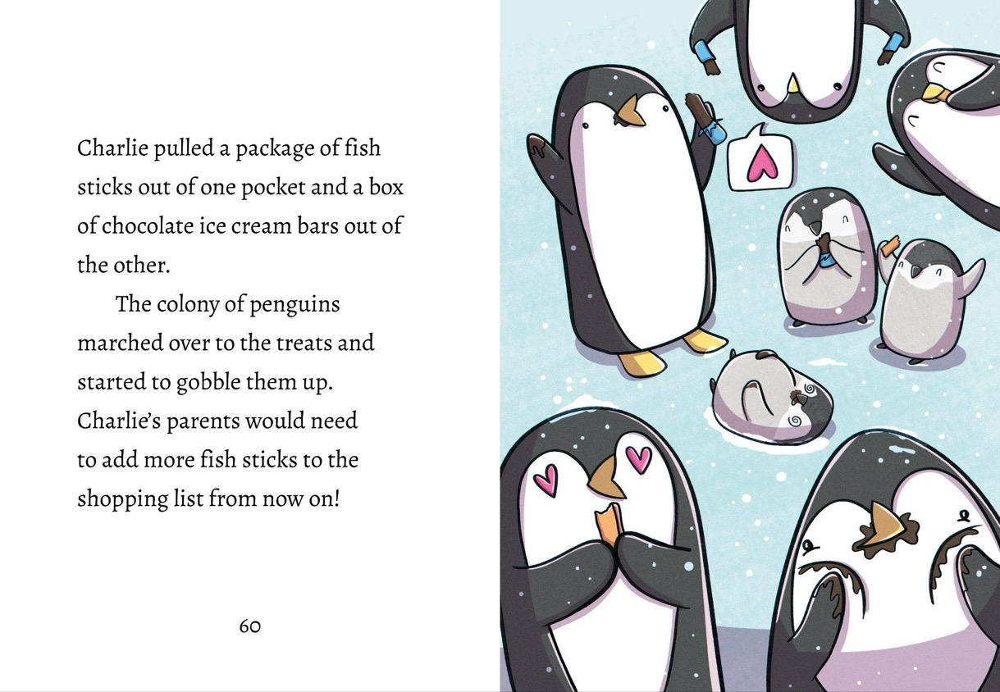 Charlie pulled a package of fish
sticks out of one pocket and a box
of chocolate ice cream bars out of
the other.
The colony of penguins
marched over to the treats and
started to gobble them up.
Charlie’s parents would need
to add more fish sticks to the
shopping list from now on!
60